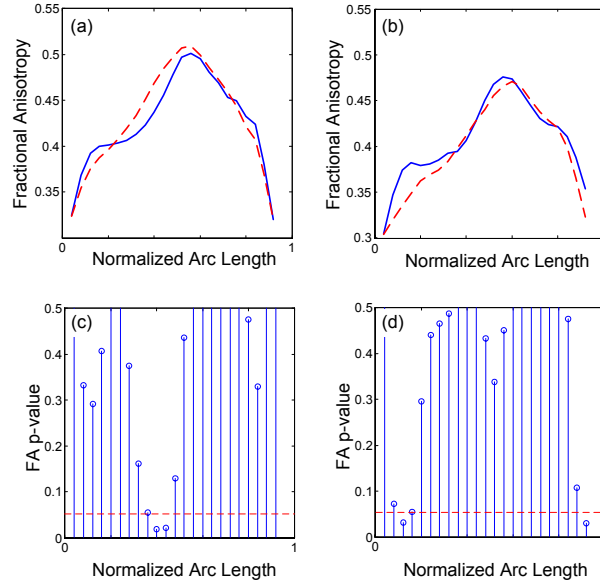 (a)
Fractional Anisotropy
0.5
0.45
0.4
0.35
0
1
Normalized Arc Length
(b)
Fractional Anisotropy
0.5
0.45
0.4
0.35
0.3
0
Normalized Arc Length
(c)
FA p-value
0.5
0.4
0.3
0.2
0.1
0
0
1
Normalized Arc Length
(d)
FA p-value
0.5
0.4
0.3
0.2
0.1
0
0
Normalized Arc Length